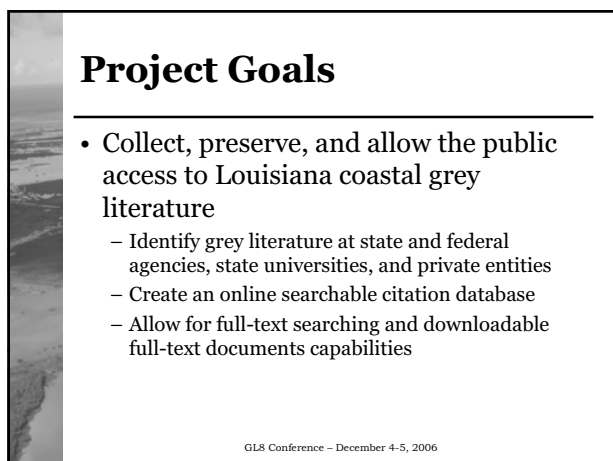 Project Goals
• Collect, preserve, and allow the public
access to Louisiana coastal grey
literature
– Identify grey literature at state and federal
agencies, state universities, and private entities
– Create an online searchable citation database
– Allow for full-text searching and downloadable
full-text documents capabilities
GL8 Conference – December 4-5, 2006